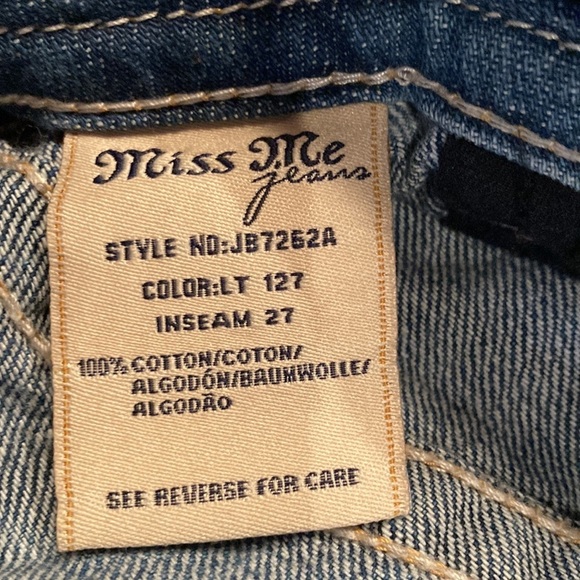 Miss Me
jeans
STYLE NO:JB7262A
COLOR:LT 127
INSEAM 27
100% COTTON/COTON/
ALGODÓN/BAUMWOLLE/
ALGODÃO
SEE REVERSE FOR CARE